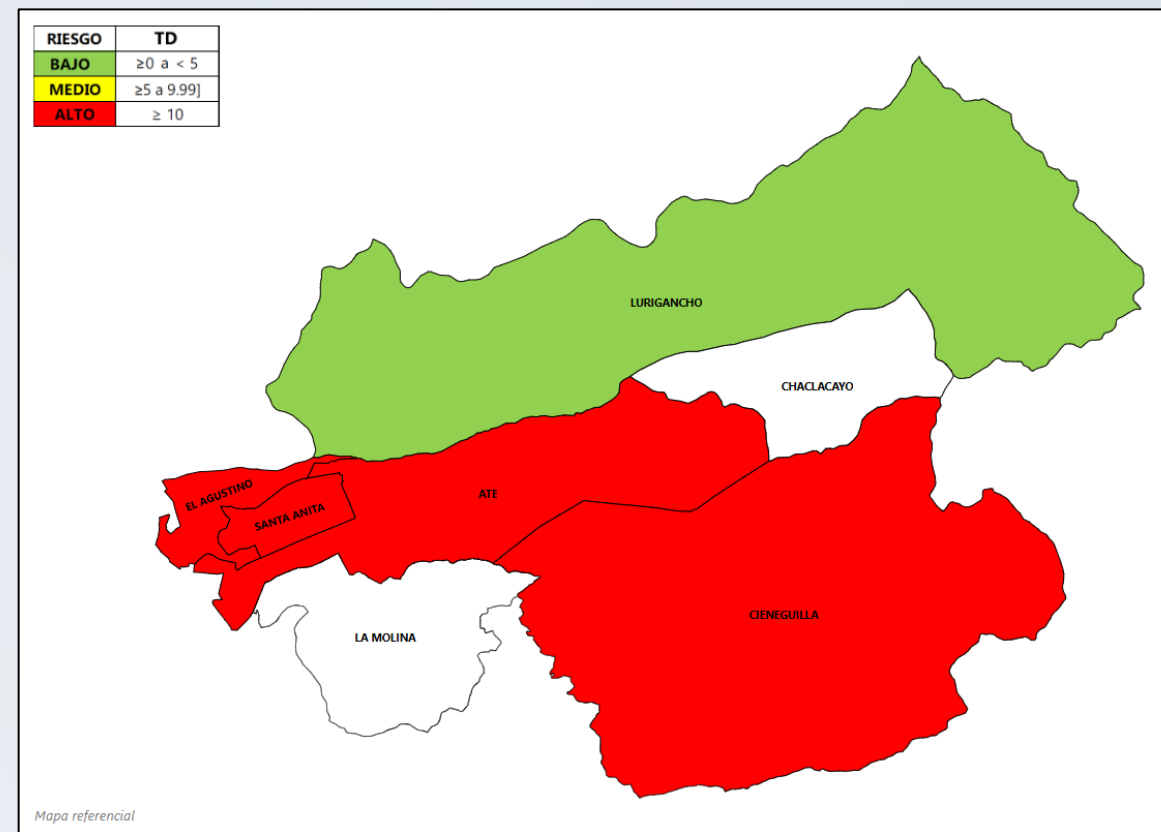 RIESGO TD
BAJO ≥0 a < 5
MEDIO ≥5 a 9.99]
ALTO ≥ 10
LURIGANCHO
CHACLACAYO
EL AGUSTINO
ATE
SANTA ANITA
CIENEGUILLA
LA MOLINA
Mapa referencial